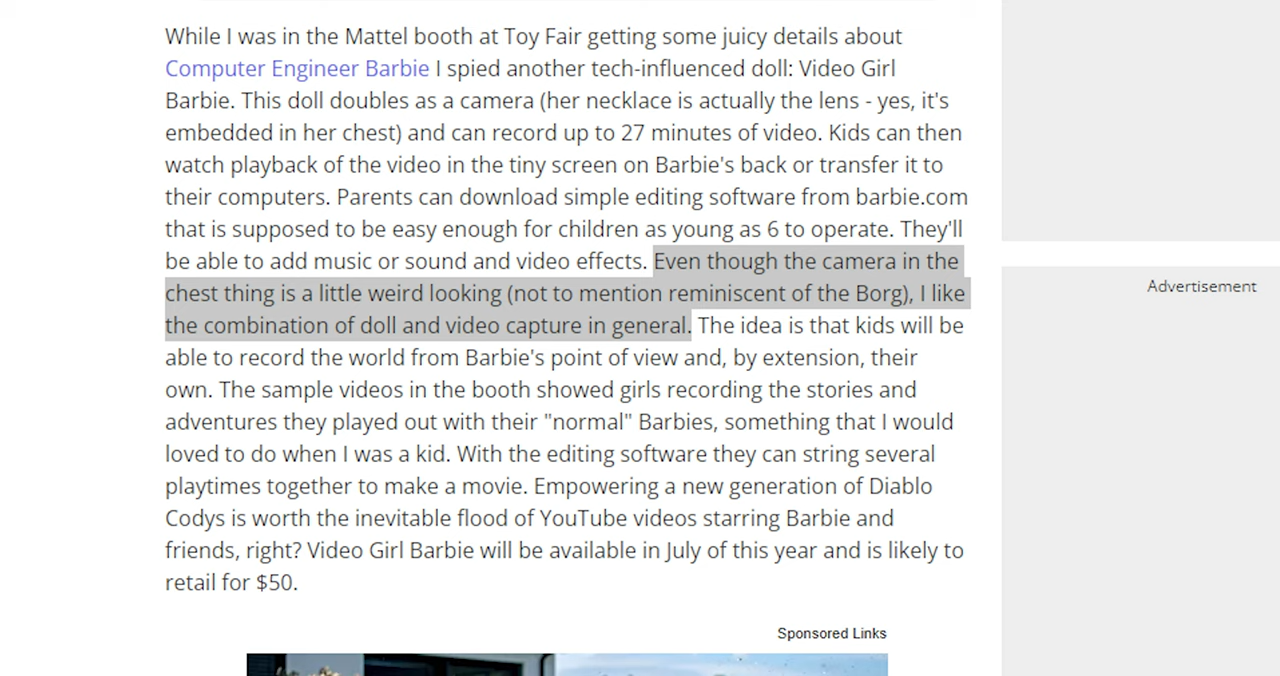 While I was in the Mattel booth at Toy Fair getting some juicy details about
Computer Engineer Barbie I spied another tech-influenced doll: Video Girl
Barbie. This doll doubles as a camera (her necklace is actually the lens - yes, it's
embedded in her chest) and can record up to 27 minutes of video. Kids can then
watch playback of the video in the tiny screen on Barbie's back or transfer it to
their computers. Parents can download simple editing software from barbie.com
that is supposed to be easy enough for children as young as 6 to operate. They'll
be able to add music or sound and video effects. Even though the camera in the
chest thing is a little weird looking (not to mention reminiscent of the Borg), I like
the combination of doll and video capture in general. The idea is that kids will be
able to record the world from Barbie's point of view and, by extension, their
own. The sample videos in the booth showed girls recording the stories and
adventures they played out with their "normal" Barbies, something that I would
loved to do when I was a kid. With the editing software they can string several
playtimes together to make a movie. Empowering a new generation of Diablo
Codys is worth the inevitable flood of YouTube videos starring Barbie and
friends, right? Video Girl Barbie will be available in July of this year and is likely to
retail for $50.
Advertisement
Sponsored Links